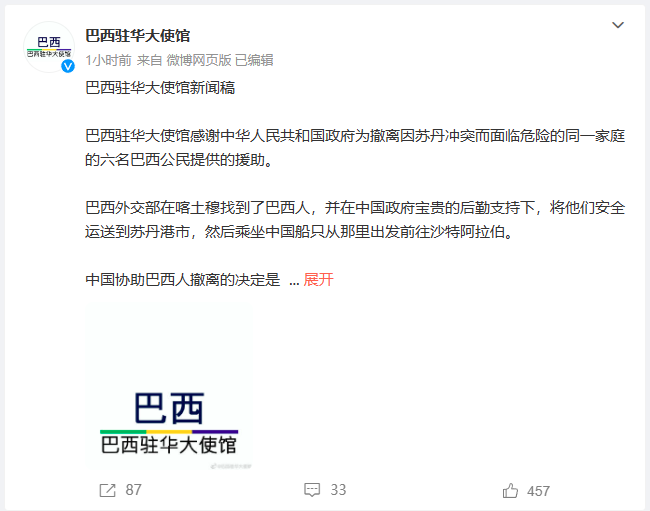 巴西
巴西驻华大使馆
巴西驻华大使馆
1小时前 来自 微博网页版 已编辑
巴西驻华大使馆新闻稿
巴西驻华大使馆感谢中华人民共和国政府为撤离因苏丹冲突而面临危险的同一家庭
的六名巴西公民提供的援助。
巴西外交部在喀土穆找到了巴西人，并在中国政府宝贵的后勤支持下，将他们安全
运送到苏丹港市，然后乘坐中国船只从那里出发前往沙特阿拉伯。
中国协助巴西人撤离的决定是 ... 展开
巴西
巴西驻华大使馆
87
33
457